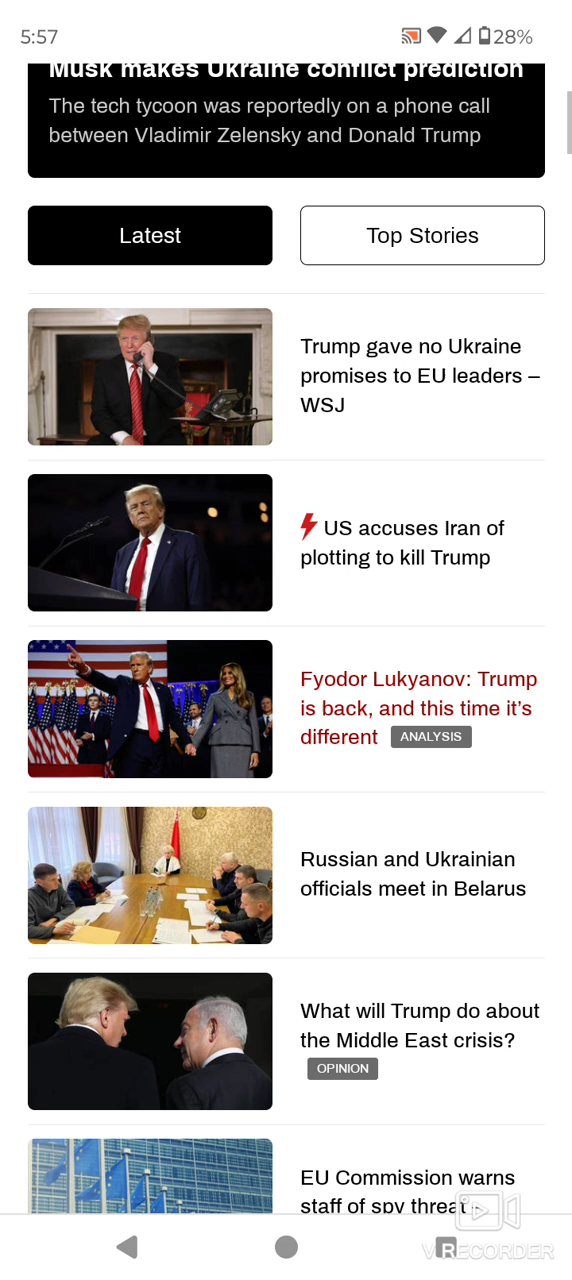 5:57
28%
Musk makes Ukraine conflict prediction
The tech tycoon was reportedly on a phone call
between Vladimir Zelensky and Donald Trump
Latest
Top Stories
Trump gave no Ukraine
promises to EU leaders –
WSJ
US accuses Iran of
plotting to kill Trump
Fyodor Lukyanov: Trump
is back, and this time it’s
different ANALYSIS
Russian and Ukrainian
officials meet in Belarus
What will Trump do about
the Middle East crisis?
OPINION
EU Commission warns
staff of spy threat –
VRECORDER